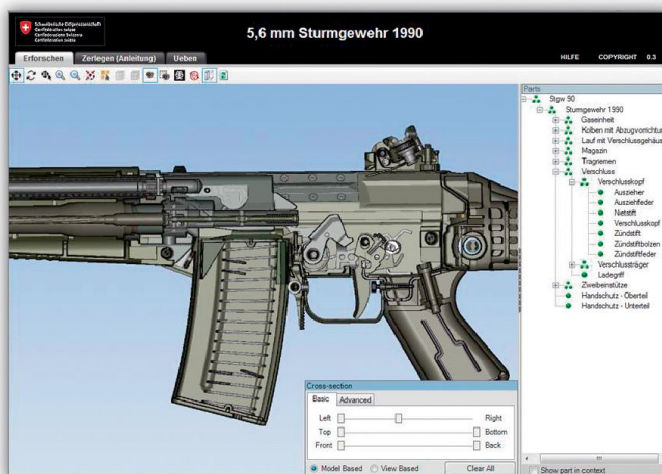 Schweizerische Eidgenossenschaft
Confédération suisse
Confederazione Svizzera
Confederaziun svizra
5,6 mm Sturmgewehr 1990
Erforschen
Zerlegen (Anleitung)
Ueben
HILFE
COPYRIGHT
0.3
Parts
Stgw 90
Sturmgewehr 1990
Gaseinheit
Kolben mit Abzugvorrichtu
Lauf mit Verschlussgehäus
Magazin
Tragriemen
Verschluss
Verschlusskopf
Auszieher
Ausziehfeder
Nietstift
Verschlusskopf
Zündstift
Zündstiftbolzen
Zündstiftfeder
Verschlussträger
Ladegriff
Zweibeinstütze
Handschutz - Oberteil
Handschutz - Unterteil
Cross-section
Basic
Advanced
Left
Right
Top
Bottom
Front
Back
Model Based
View Based
Clear All
Show part in context